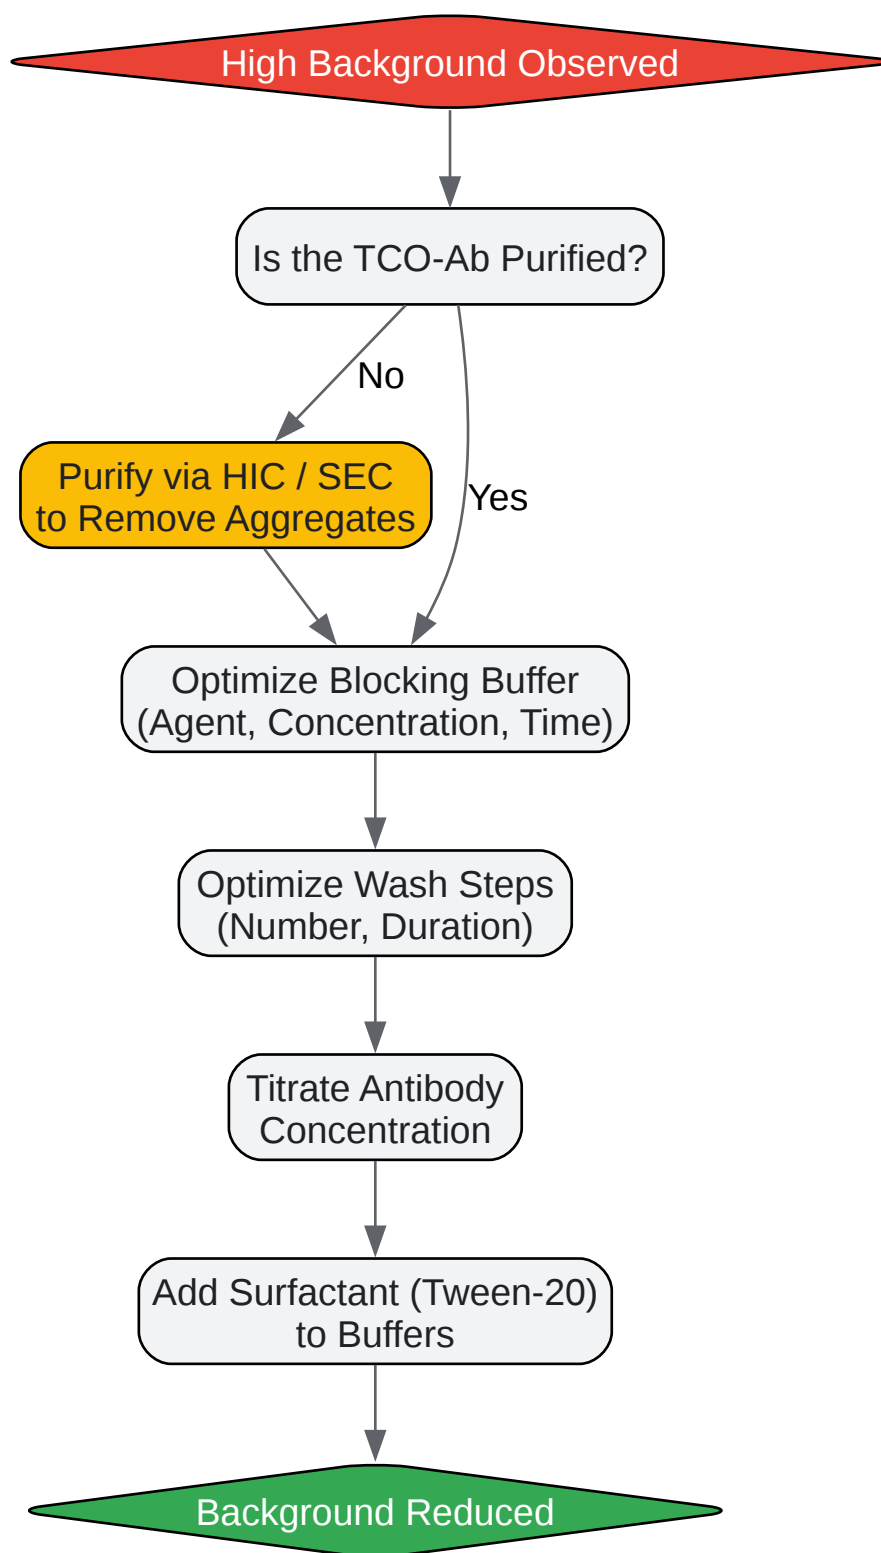 High Background Observed
Is the TCO-Ab Purified?
No
Purify via HIC / SEC
to Remove Aggregates
Yes
Optimize Blocking Buffer
(Agent, Concentration, Time)
Optimize Wash Steps
(Number, Duration)
Titrate Antibody
Concentration
Add Surfactant (Tween-20)
to Buffers
Background Reduced